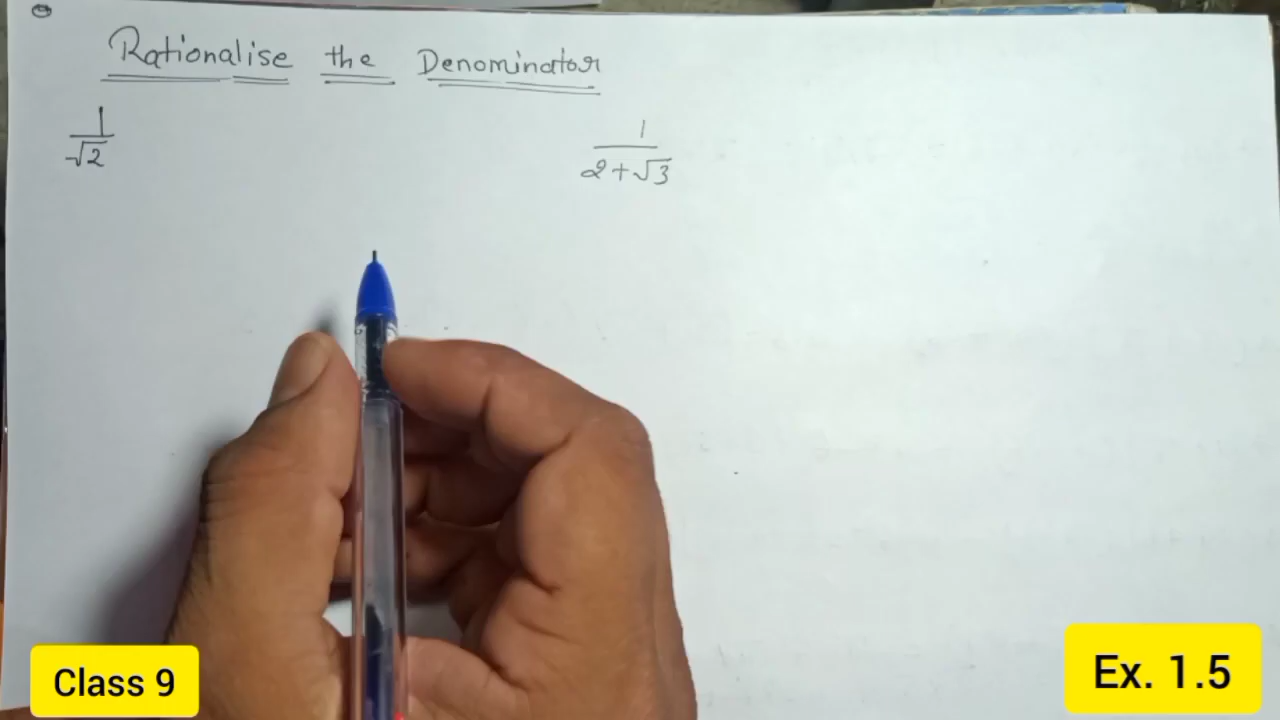 Rationalise the Denominator
1/√2
1/2+√3
Class 9
Ex. 1.5